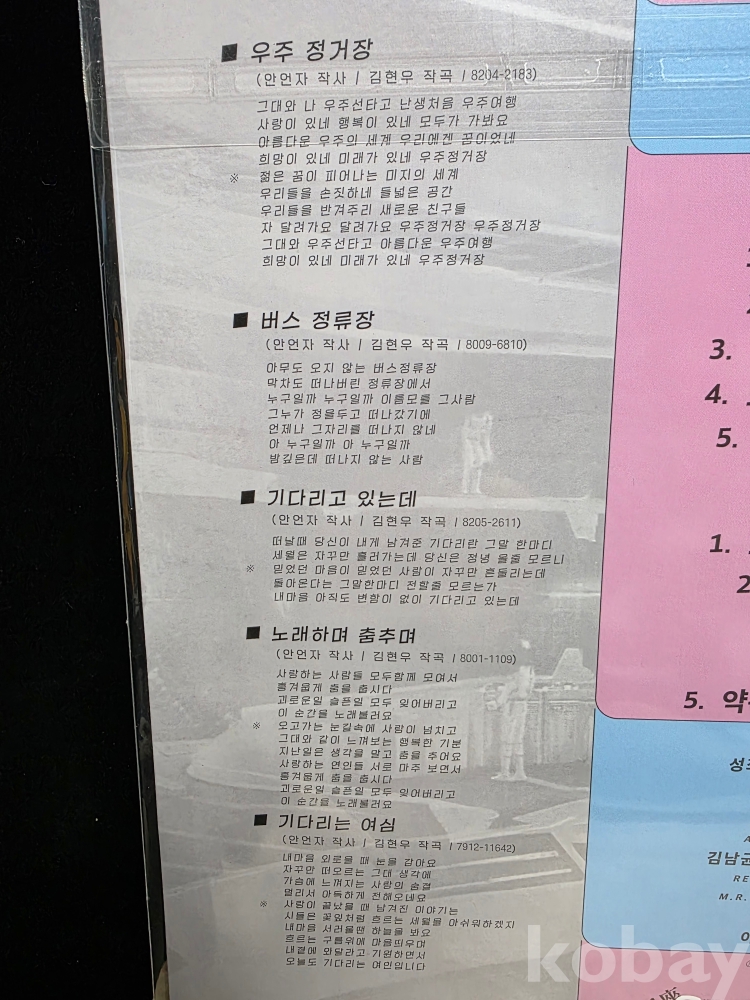 ■ 우주 정거장
(안언자 작사 / 김현우 작곡 / 8204-2183)
그대와 나 우주선타고 난생처음 우주여행
사랑이 있네 행복이 있네 모두가 가봐요
아름다운 우주의 세계 우리에겐 꿈이었네
희망이 있네 미래가 있네 우주정거장
※ 젊은 꿈이 피어나는 미지의 세계
우리들을 손짓하네 들넓은 공간
우리들을 반겨주리 새로운 친구들
자 달려가요 달려가요 우주정거장 우주정거장
그대와 우주선타고 아름다운 우주여행
희망이 있네 미래가 있네 우주정거장
■ 버스 정류장
(안언자 작사 / 김현우 작곡 / 8009-6810)
아무도 오지 않는 버스정류장
막차도 떠나버린 정류장에서
누구일까 누구일까 이름모를 그사람
그누가 정을두고 떠나갔기에
언제나 그자리를 떠나지 않네
아 누구일까 아 누구일까
밤깊은데 떠나지 않는 사람
■ 기다리고 있는데
(안언자 작사 / 김현우 작곡 / 8205-2611)
떠날때 당신이 내게 남겨준 기다리란 그말 한마디
세월은 자꾸만 흘러가는데 당신은 정녕 올줄 모르니
※ 믿었던 마음이 믿었던 사랑이 자꾸만 흔들리는데
돌아온다는 그말한마디 전할줄 모르는가
내마음 아직도 변함이 없이 기다리고 있는데
■ 노래하며 춤추며
(안언자 작사 / 김현우 작곡 / 8001-1109)
사랑하는 사람들 모두함께 모여서
흥겨웁게 춤을 춥시다
괴로운일 슬픈일 모두 잊어버리고
이 순간을 노래불러요
※ 오고가는 눈길속에 사랑이 넘치고
그대와 같이 느껴보는 행복한 기분
지난일은 생각을 말고 춤을 추어요
사랑하는 연인들 서로 마주 보면서
흥겨웁게 춤을 춥시다
괴로운일 슬픈일 모두 잊어버리고
이 순간을 노래불러요
■ 기다리는 여심
(안언자 작사 / 김현우 작곡 / 7912-11642)
내마음 외로울 때 눈을 감아요
자꾸만 떠오르는 그대 생각에
가슴에 느껴지는 사랑의 숨결
멀리서 아득하게 전해오네요
※ 사랑이 끝났을 때 남겨진 이야기는
시들은 꽃잎처럼 흐르는 세월을 아쉬워하겠지
내마음 서러울땐 하늘을 봐요
흐르는 구름위에 마음띄우며
내곁에 와달라고 기원하면서
오늘도 기다리는 여인입니다
3.
4.
5.
1.
2
5. 약
성
A
김남균
RE
M.R.
kobay